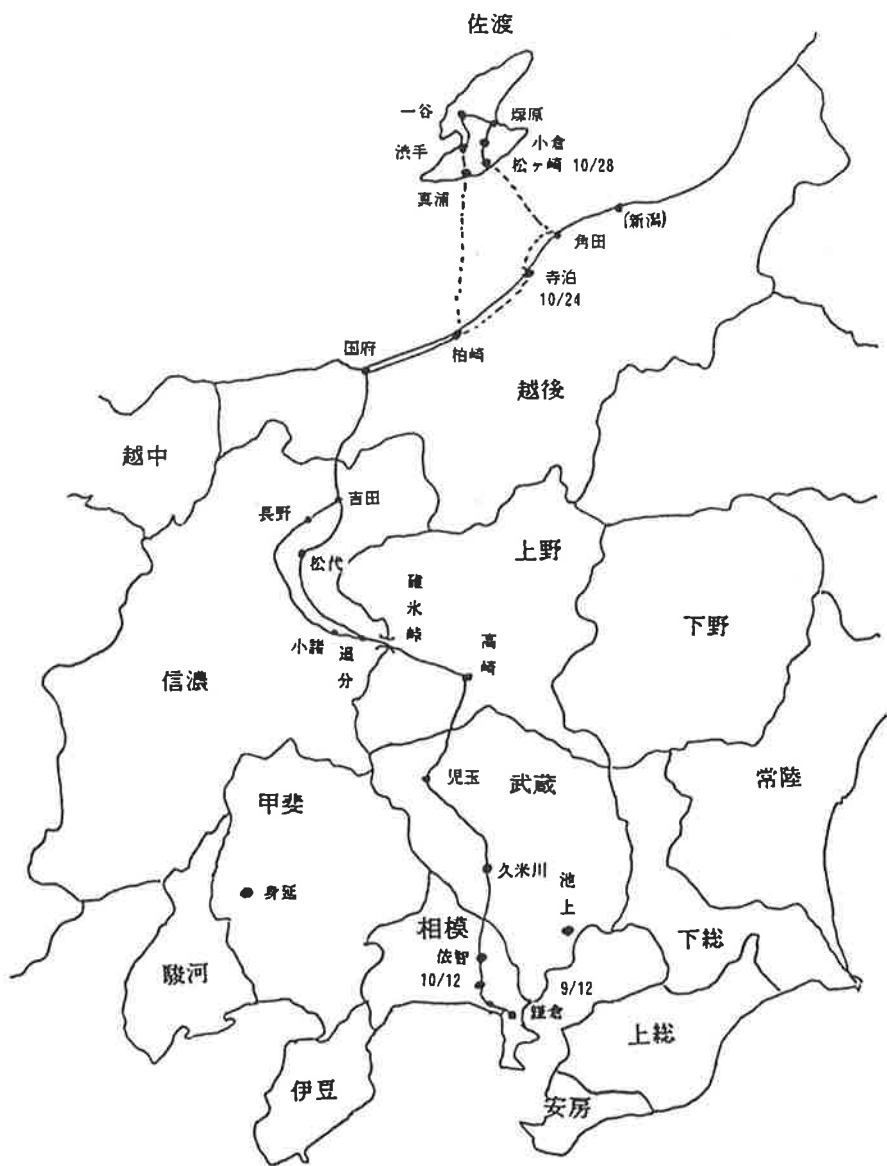 佐渡
一谷
塚原
渋手
小倉
松ヶ崎 10/28
真浦
(新潟)
角田
寺泊
10/24
国府
柏崎
越後
越中
吉田
長野
上野
松代
碓氷峠
下野
小諸
追分
高崎
信濃
児玉
武蔵
常陸
甲斐
久米川
池上
身延
相模
下総
依智
10/12
駿河
9/12
鎌倉
上総
伊豆
安房